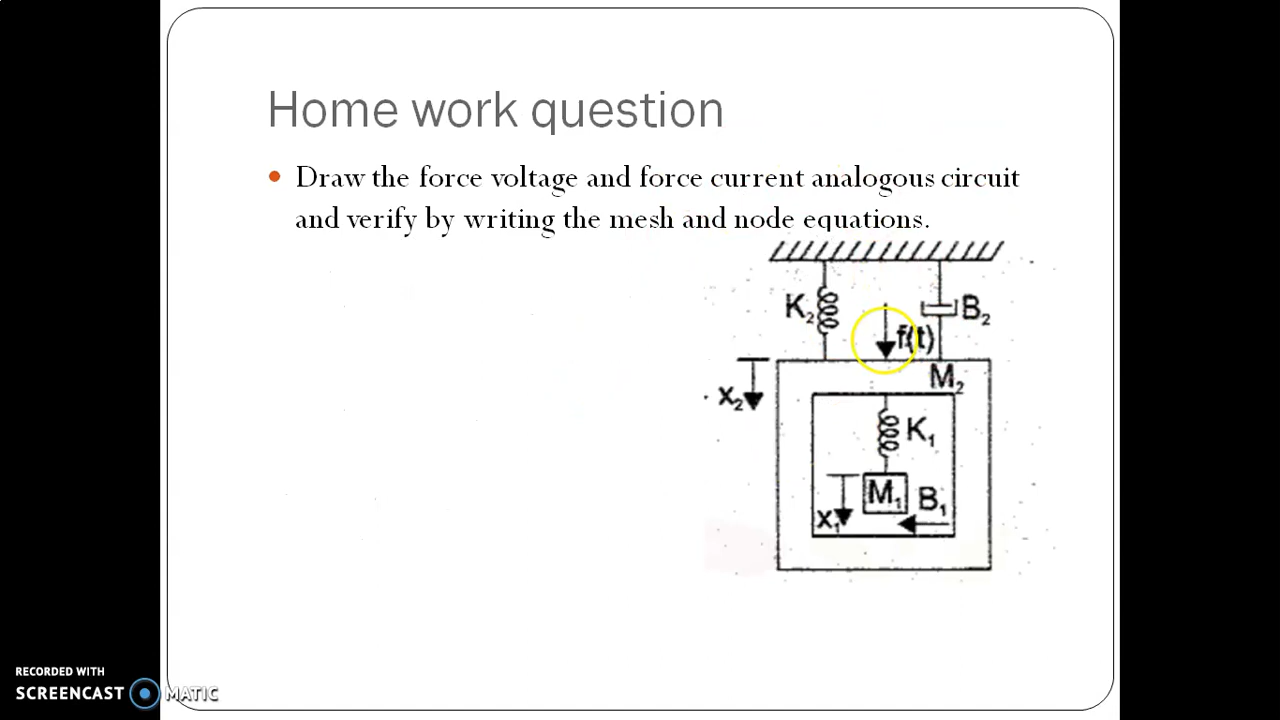 Home work question
Draw the force voltage and force current analogous circuit
and verify by writing the mesh and node equations.
K₂
B₂
f(t)
M₂
x₂
K₁
M₁
B₁
x₁
RECORDED WITH
SCREENCAST MATIC